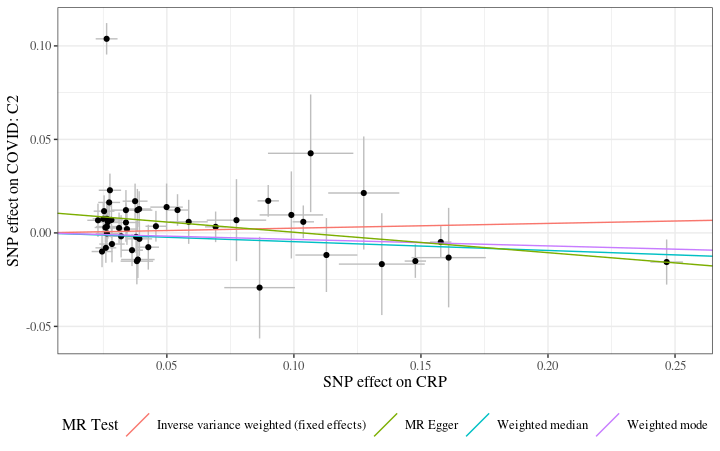 0.10
0.05
0.00
-0.05
SNP effect on COVID: C2
0.05
0.10
0.15
0.20
0.25
SNP effect on CRP
MR Test
Inverse variance weighted (fixed effects)
MR Egger
Weighted median
Weighted mode